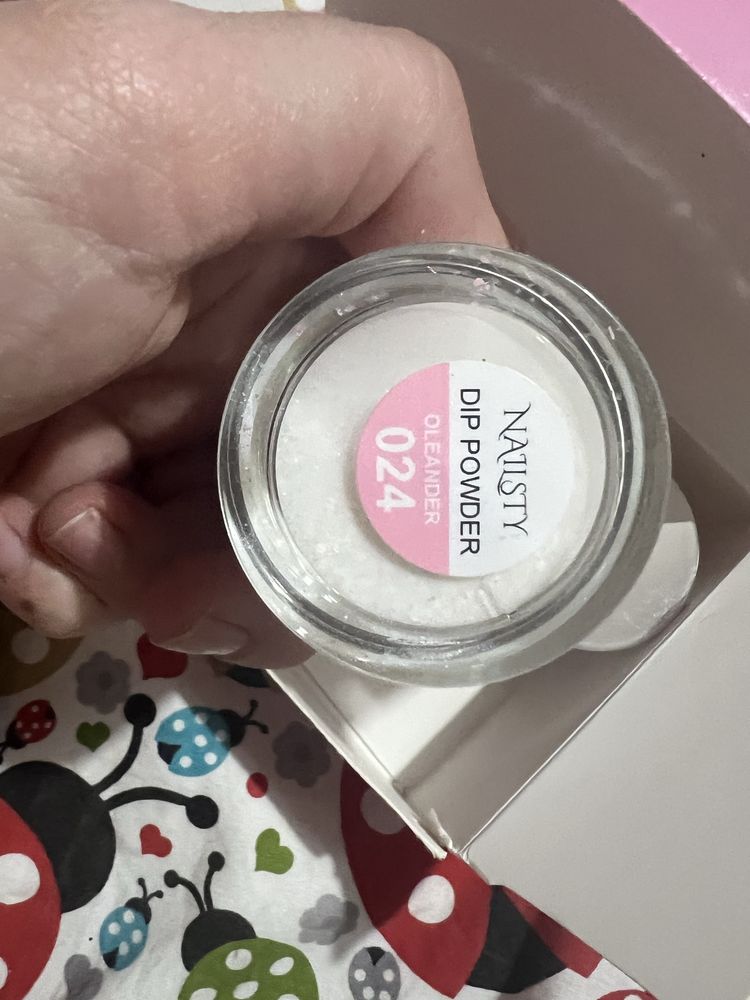 NAILSTY
DIP POWDER
OLEANDER
024